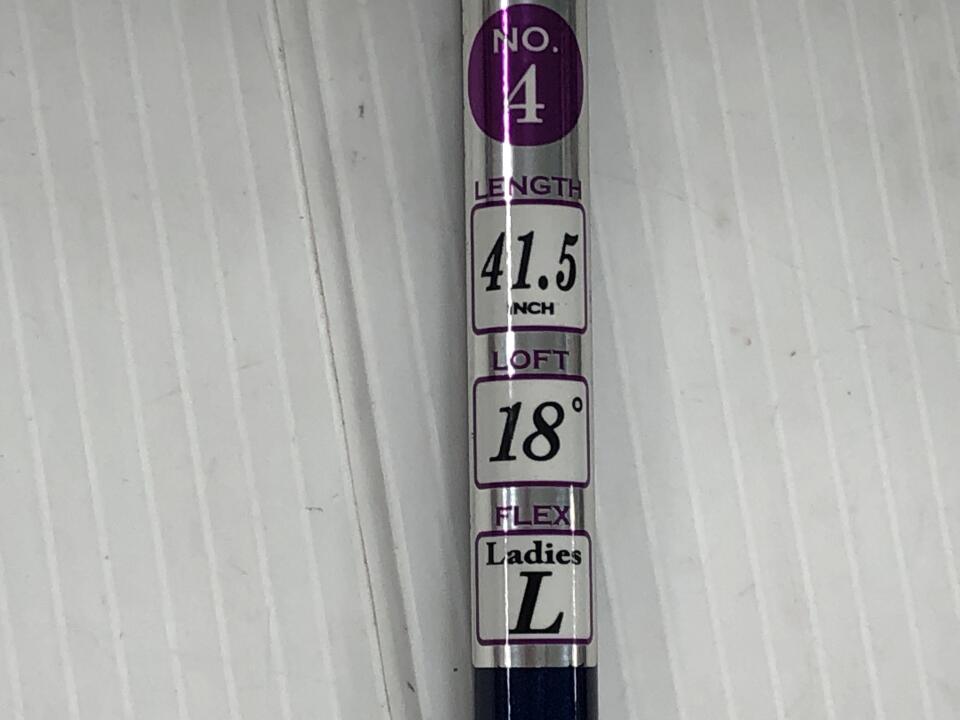 NO.
4
LENGTH
41.5
INCH
LOFT
18°
FLEX
Ladies
L